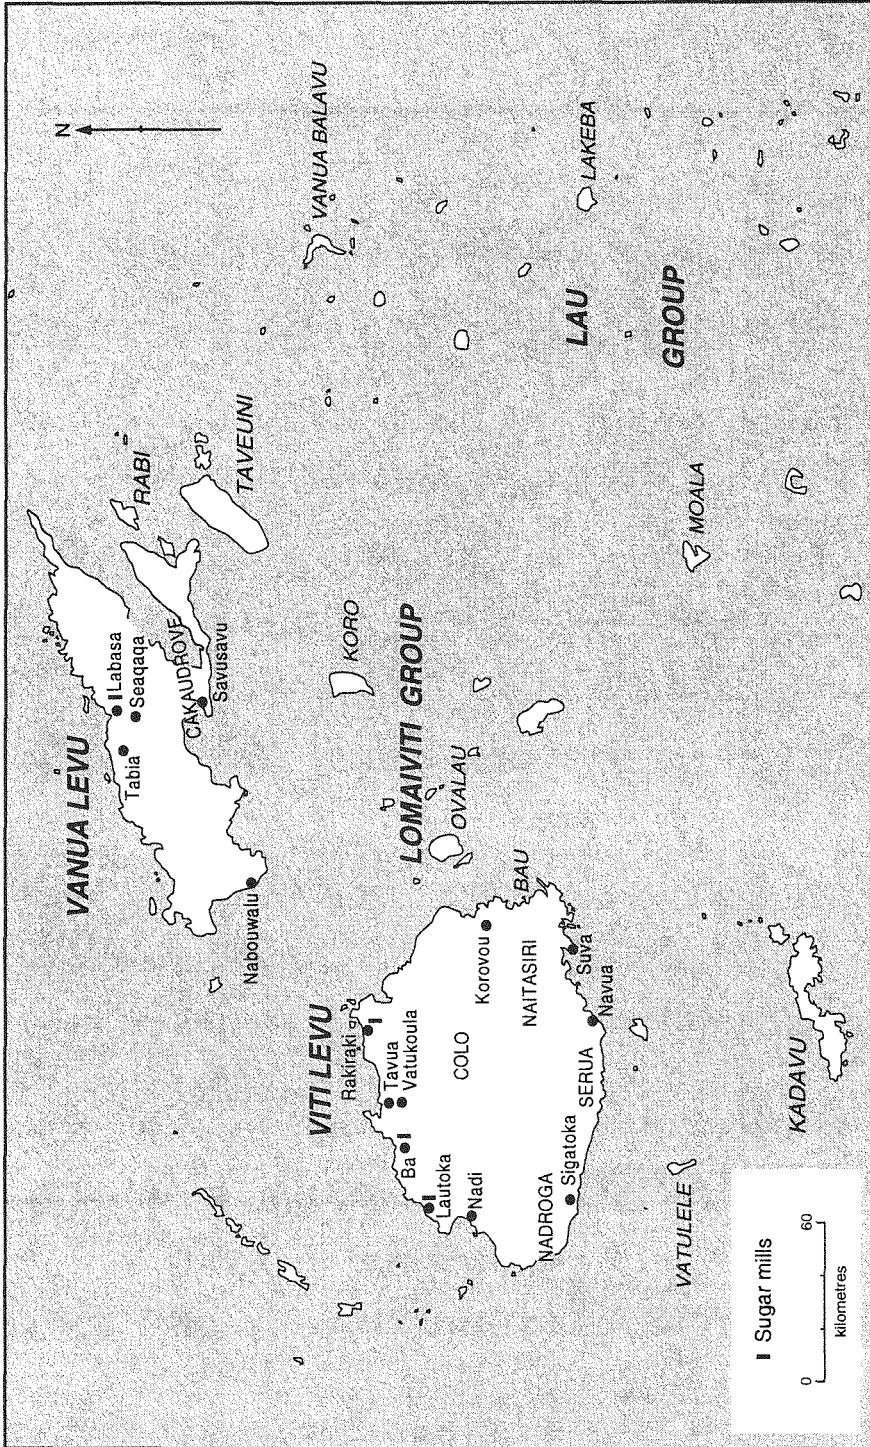 N
VANUA LEVU
Labasa
Seaqaqa
Tabia
CAKAUDROVE
Savusavu
Nabouwalu
RABI
TAVEUNI
VANUA BALAVU
KORO
LOMAIVITI GROUP
OVALAU
LAU
GROUP
LAKEBA
MOALA
VITI LEVU
Rakiraki
Tavua
Vatukoula
Ba
Lautoka
Nadi
COLO
Korovou
BAU
NAITASIRI
Suva
Navua
SERUA
Sigatoka
NADROGA
VATULELE
KADAVU
Sugar mills
0 60
kilometres